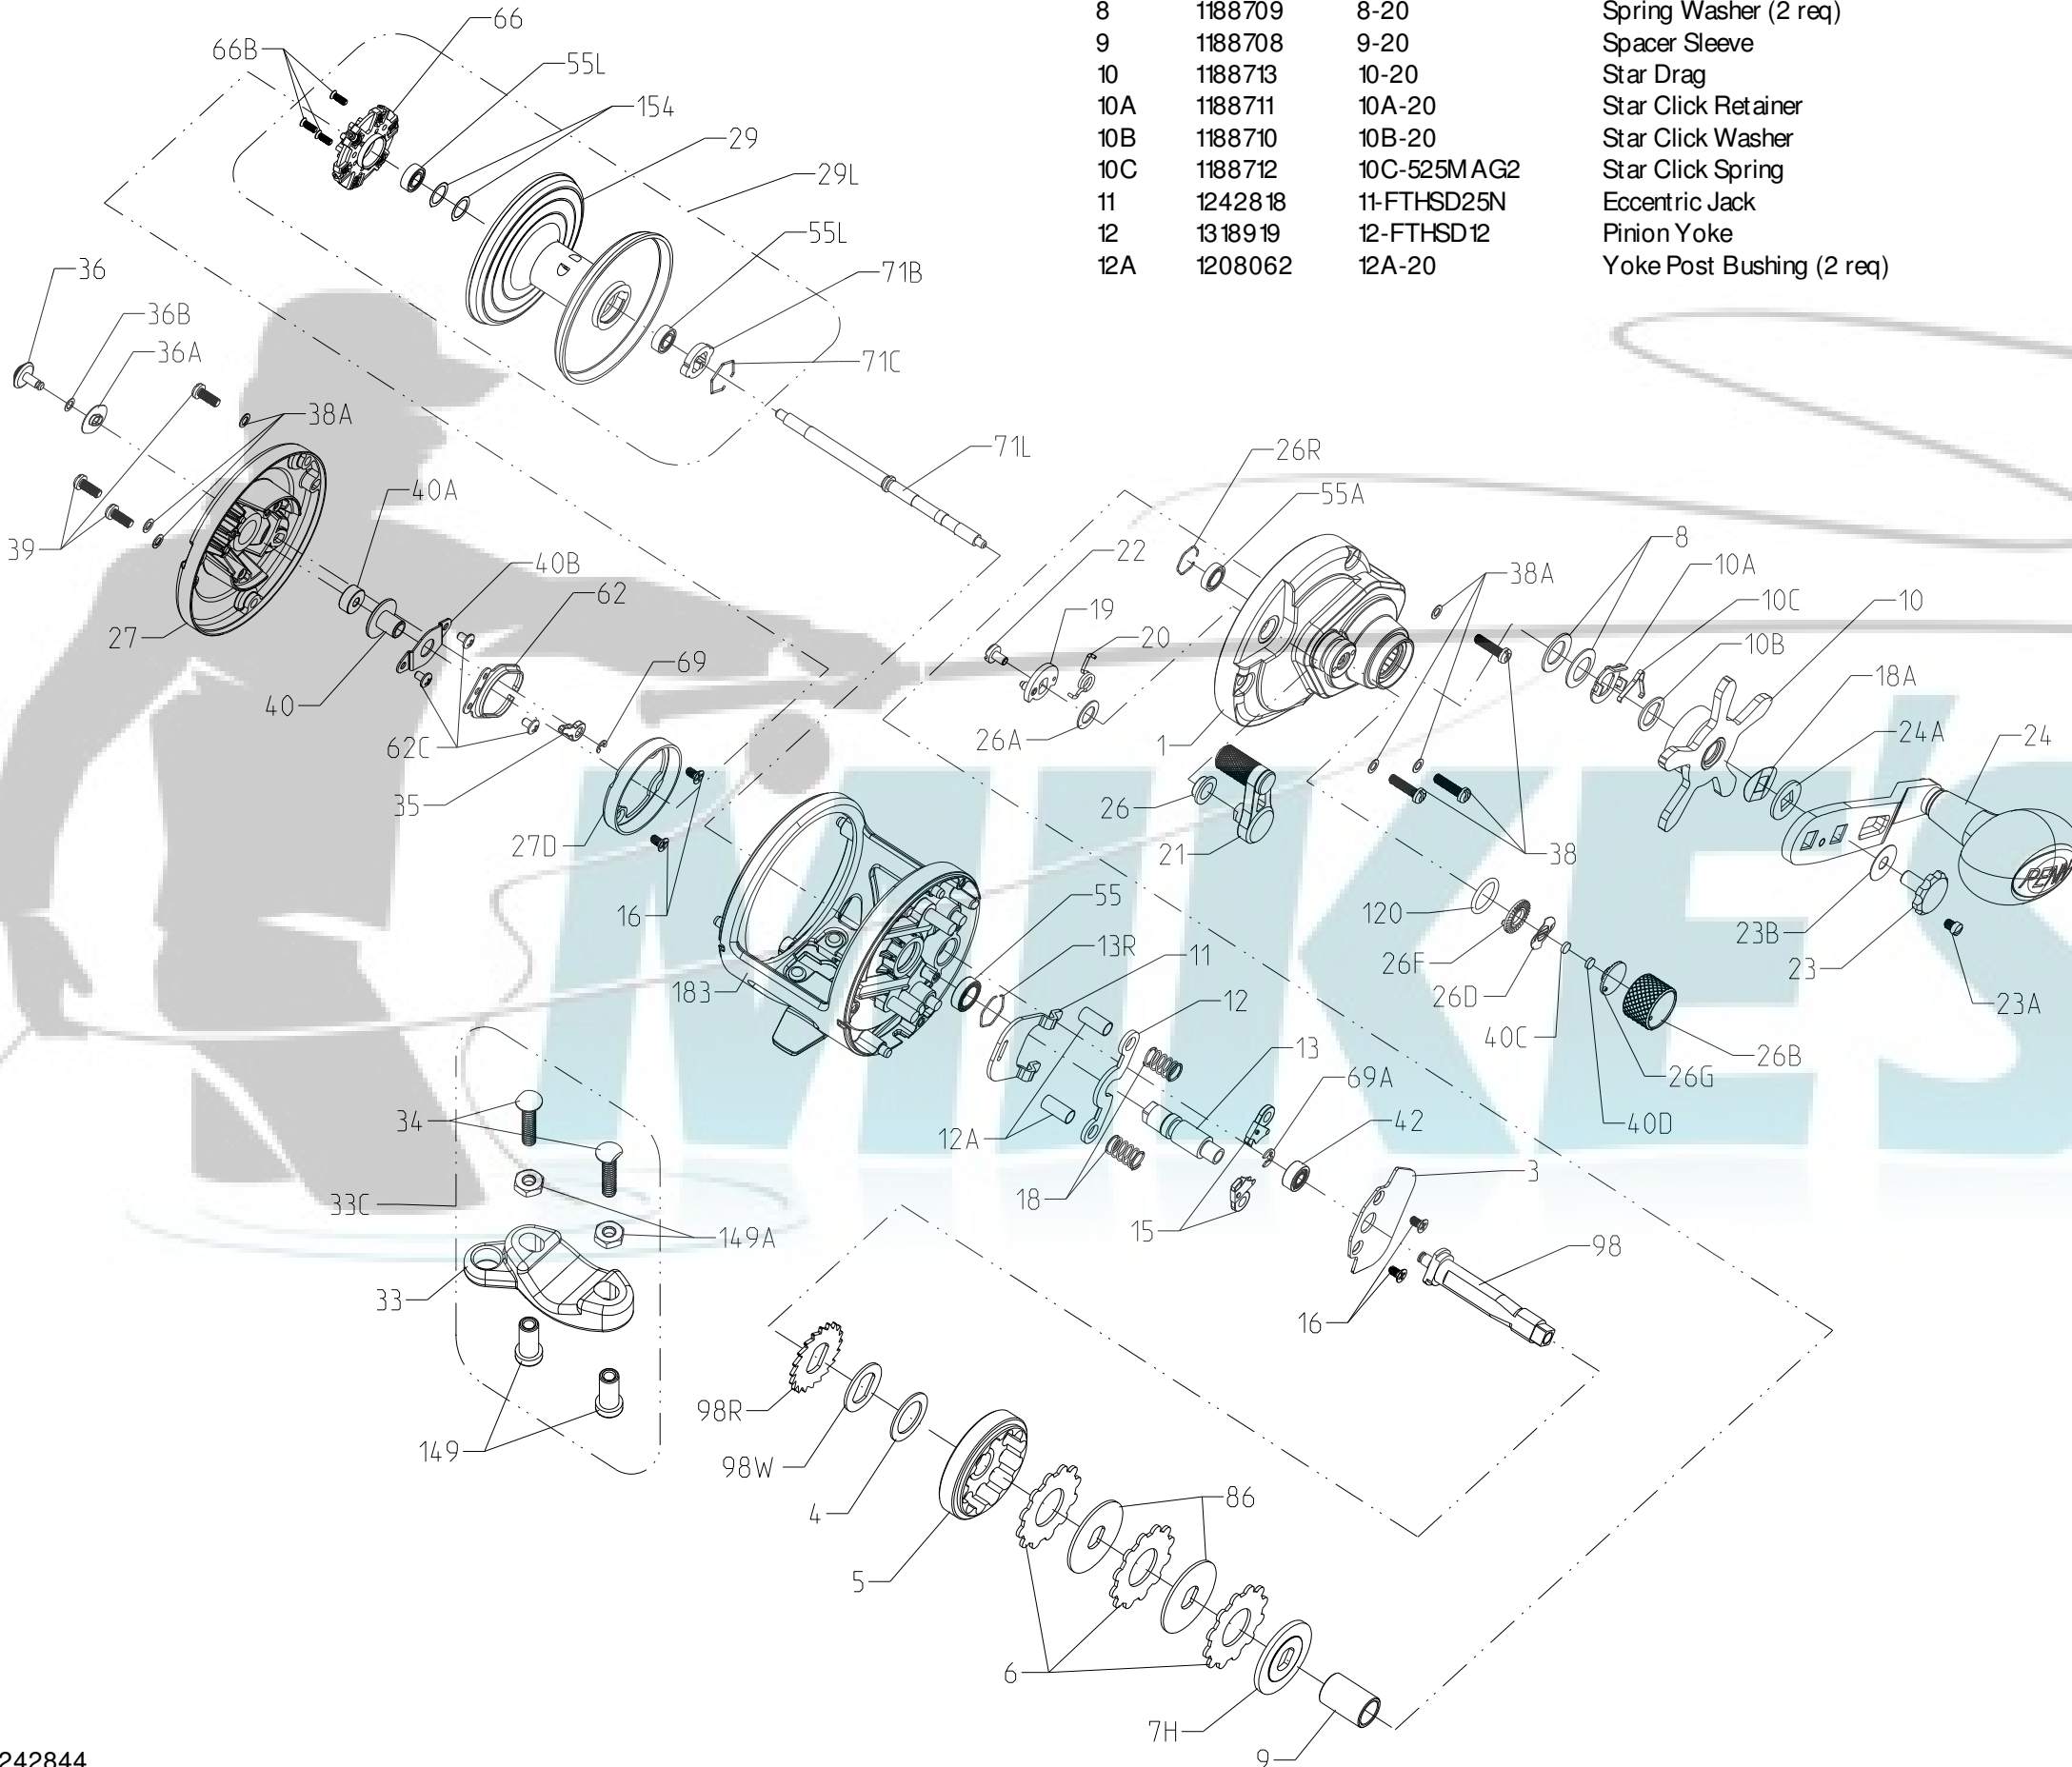 8 1188709 8-20 Spring Washer (2 req)
9 1188708 9-20 Spacer Sleeve
10 1188713 10-20 Star Drag
10A 1188711 10A-20 Star Click Retainer
10B 1188710 10B-20 Star Click Washer
10C 1188712 10C-525MAG2 Star Click Spring
11 1242818 11-FTHSD25N Eccentric Jack
12 1318919 12-FTHSD12 Pinion Yoke
12A 1208062 12A-20 Yoke Post Bushing (2 req)
66
66B
55L
154
29
29L
55L
71B
71C
36
36B
36A
38A
71L
39
40A
40B
62
27
40
69
62C
35
27D
16
26R
55A
22
19
20
26A
1
38A
8
10A
10C
10
10B
18A
24A
24
26
21
38
PENN
120
23B
23
23A
26F
26D
40C
26B
26G
40D
55
13R
11
183
12
13
69A
42
12A
18
15
3
16
98
34
33C
149A
33
149
98R
98W
4
5
86
6
7H
9
MIKE'S
242844